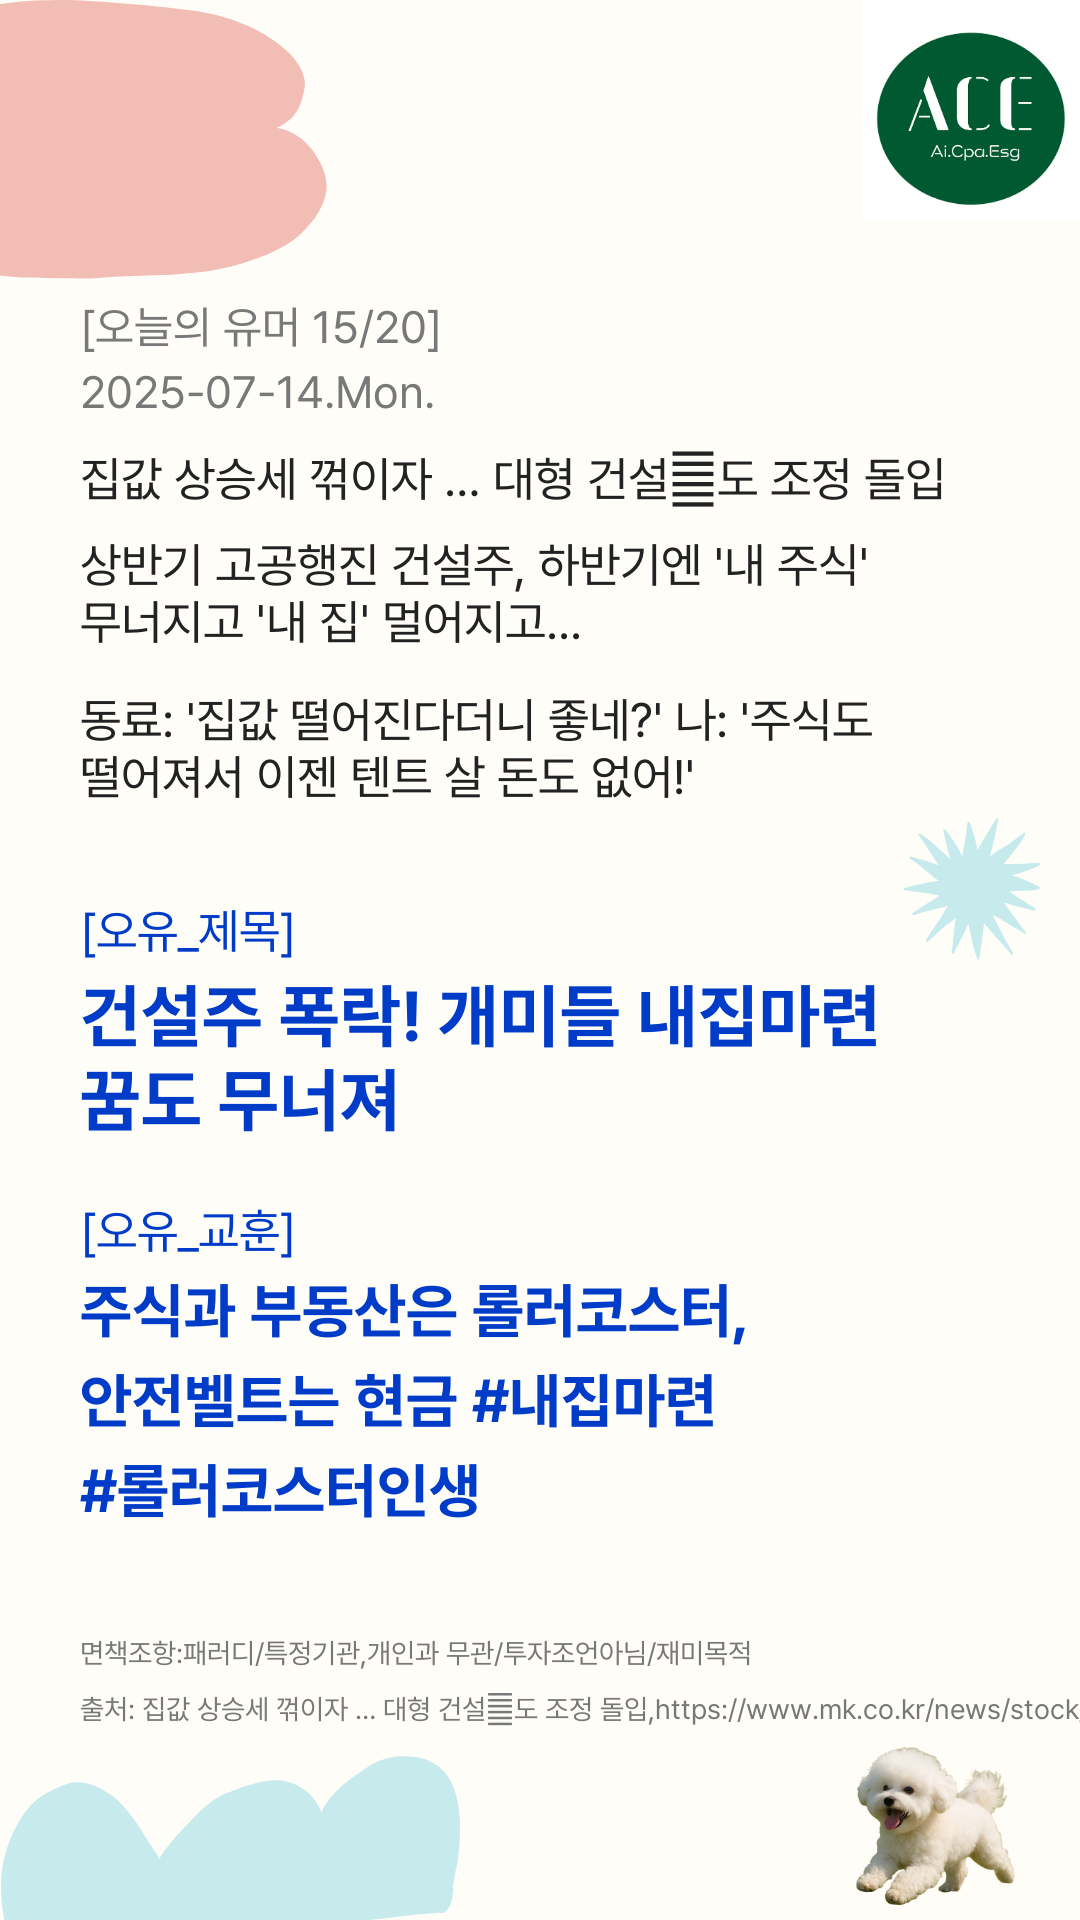 ACE
Ai.Cpa.Esg
[오늘의 유머 15/20]
2025-07-14.Mon.
집값 상승세 꺾이자 ... 대형 건설䷀도 조정 돌입
상반기 고공행진 건설주, 하반기엔 '내 주식'
무너지고 '내 집' 멀어지고...
동료: '집값 떨어진다더니 좋네?' 나: '주식도
떨어져서 이젠 텐트 살 돈도 없어!'
[오유_제목]
건설주 폭락! 개미들 내집마련
꿈도 무너져
[오유_교훈]
주식과 부동산은 롤러코스터,
안전벨트는 현금 #내집마련
#롤러코스터인생
면책조항:패러디/특정기관,개인과 무관/투자조언아님/재미목적
출처: 집값 상승세 꺾이자 ... 대형 건설䷀도 조정 돌입,https://www.mk.co.kr/news/stock